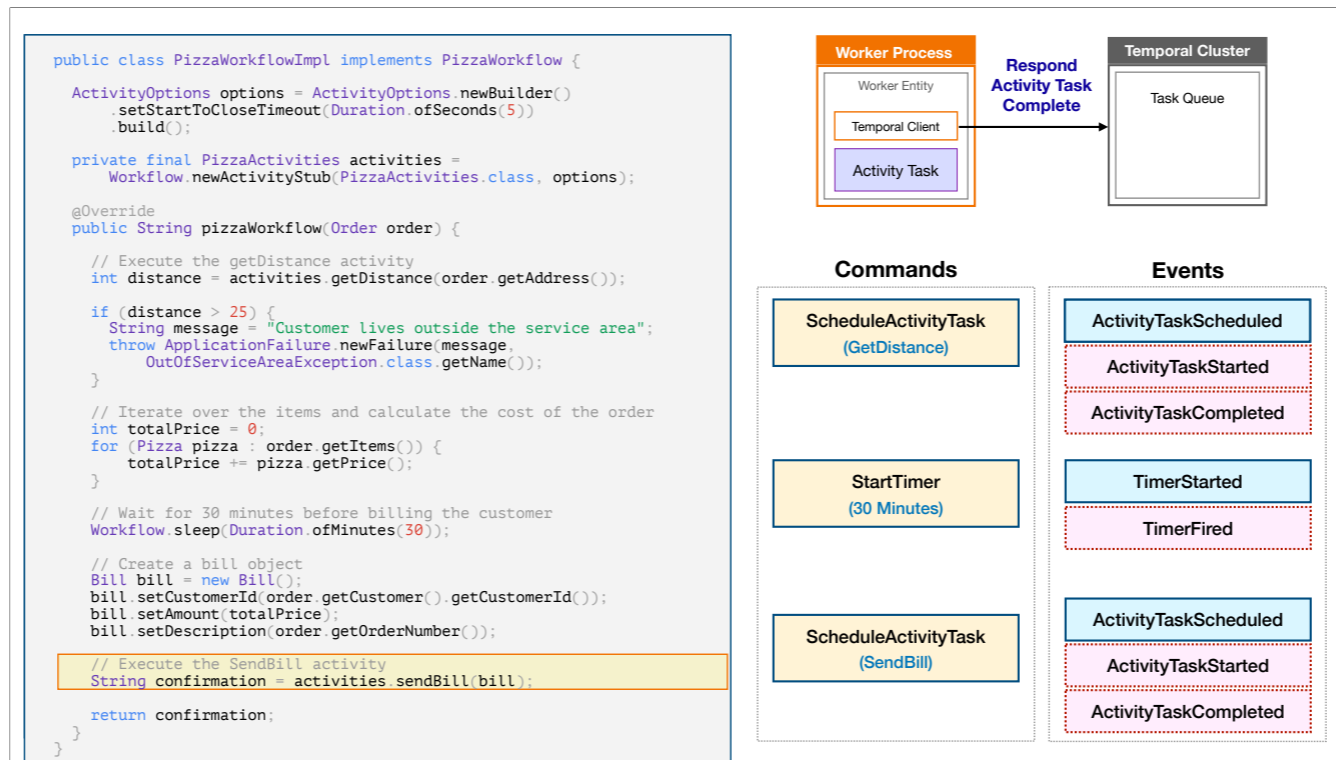 public class PizzaWorkflowImpl implements PizzaWorkflow {
ActivityOptions options = ActivityOptions.newBuilder()
.setStartToCloseTimeout(Duration.ofSeconds(5))
.build();
private final PizzaActivities activities =
Workflow.newActivityStub(PizzaActivities.class, options);
@Override
public String pizzaWorkflow(Order order) {
// Execute the getDistance activity
int distance = activities.getDistance(order.getAddress());
if (distance > 25) {
String message = "Customer lives outside the service area";
throw ApplicationFailure.newFailure(message,
OutOfServiceAreaException.class.getName());
}
// Iterate over the items and calculate the cost of the order
int totalPrice = 0;
for (Pizza pizza : order.getItems()) {
totalPrice += pizza.getPrice();
}
// Wait for 30 minutes before billing the customer
Workflow.sleep(Duration.ofMinutes(30));
// Create a bill object
Bill bill = new Bill();
bill.setCustomerId(order.getCustomer().getCustomerId());
bill.setAmount(totalPrice);
bill.setDescription(order.getOrderNumber());
// Execute the SendBill activity
String confirmation = activities.sendBill(bill);
return confirmation;
}
}
Worker Process
Worker Entity
Temporal Client
Activity Task
Respond
Activity Task
Complete
Temporal Cluster
Task Queue
Commands
ScheduleActivityTask
(GetDistance)
StartTimer
(30 Minutes)
ScheduleActivityTask
(SendBill)
Events
ActivityTaskScheduled
ActivityTaskStarted
ActivityTaskCompleted
TimerStarted
TimerFired
ActivityTaskScheduled
ActivityTaskStarted
ActivityTaskCompleted